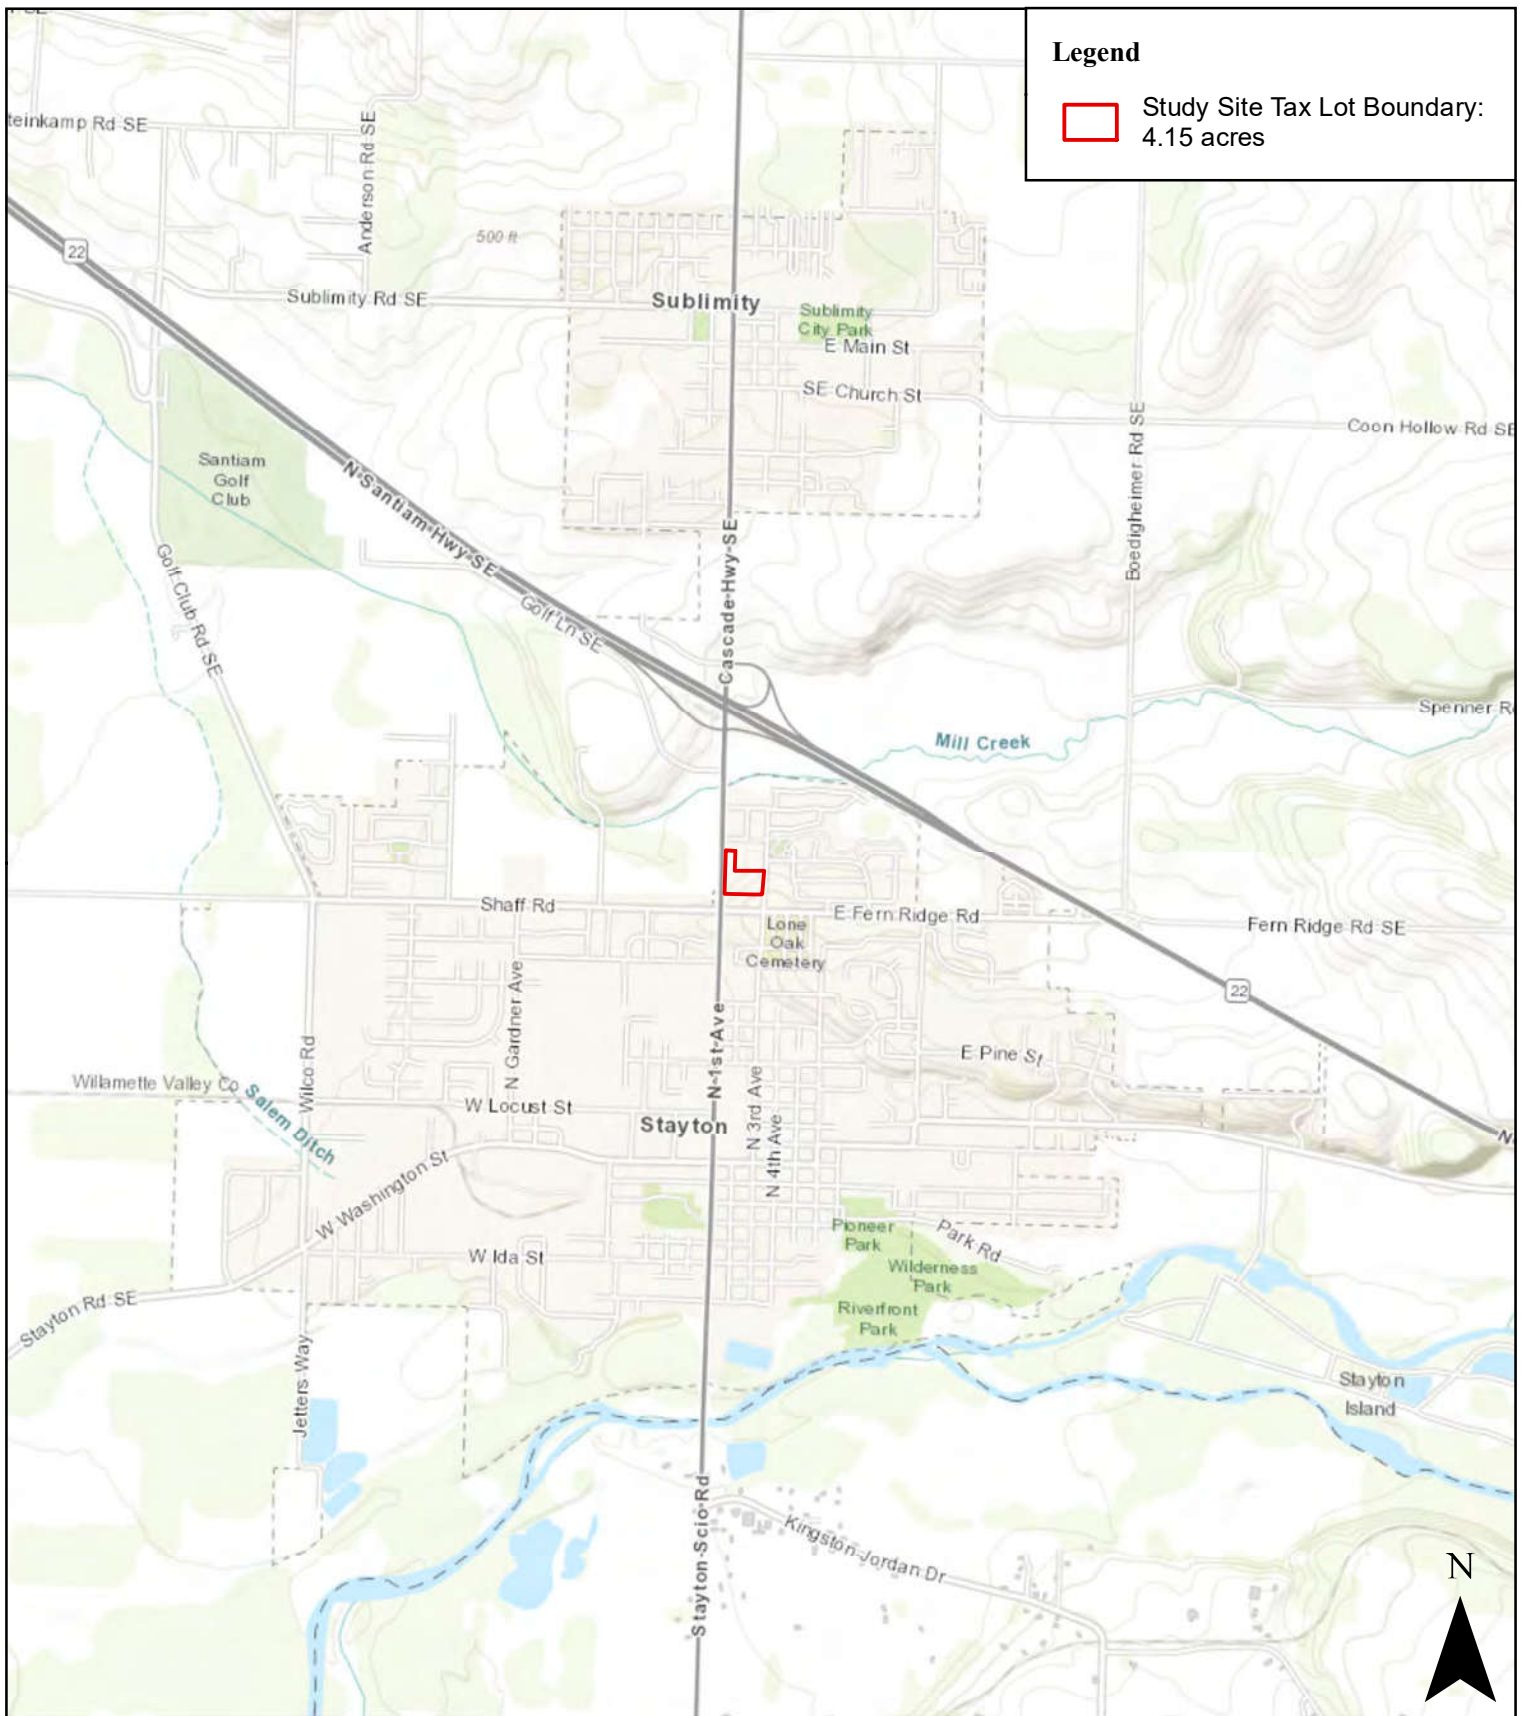 Legend
Study Site Tax Lot Boundary:
4.15 acres
teinkamp Rd SE
Anderson Rd SE
500 ft
22
Sublimity Rd SE
Sublimity
Sublimity
City Park
E Main St
SE Church St
Coon Hollow Rd SE
Boedigheimer Rd SE
Santiam
Golf
Club
N Santiam Hwy SE
Golf Ln SE
Golf Club Rd SE
Cascade Hwy SE
Spenner R
Mill Creek
Shaff Rd
E Fern Ridge Rd
Fern Ridge Rd SE
Lone
Oak
Cemetery
22
N Gardner Ave
N 1st Ave
Wilco Rd
E Pine St
Willamette Valley Co
Salem Ditch
W Locust St
N 3rd Ave
N 4th Ave
Stayton
W Washington St
Pioneer
Park
Park Rd
Wilderness
Park
W Ida St
Riverfront
Park
Stayton Rd SE
Jetters Way
Stayton
Island
Stayton Scio Rd
Kingston Jordan Dr
N